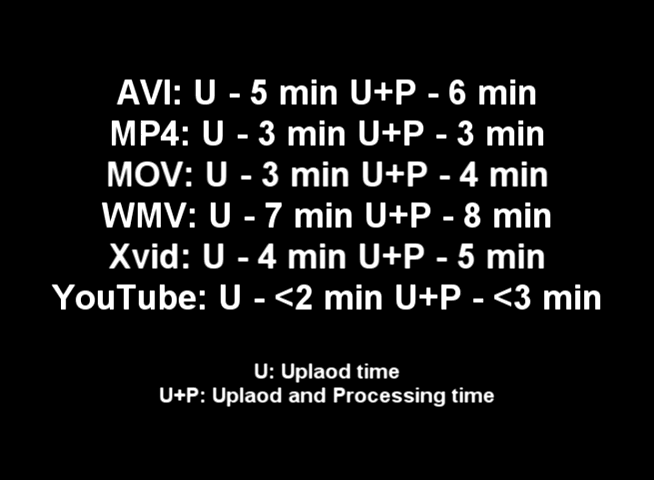 AVI: U - 5 min U+P - 6 min
MP4: U - 3 min U+P - 3 min
MOV: U - 3 min U+P - 4 min
WMV: U - 7 min U+P - 8 min
Xvid: U - 4 min U+P - 5 min
YouTube: U - <2 min U+P - <3 min
U: Uplaod time
U+P: Uplaod and Processing time